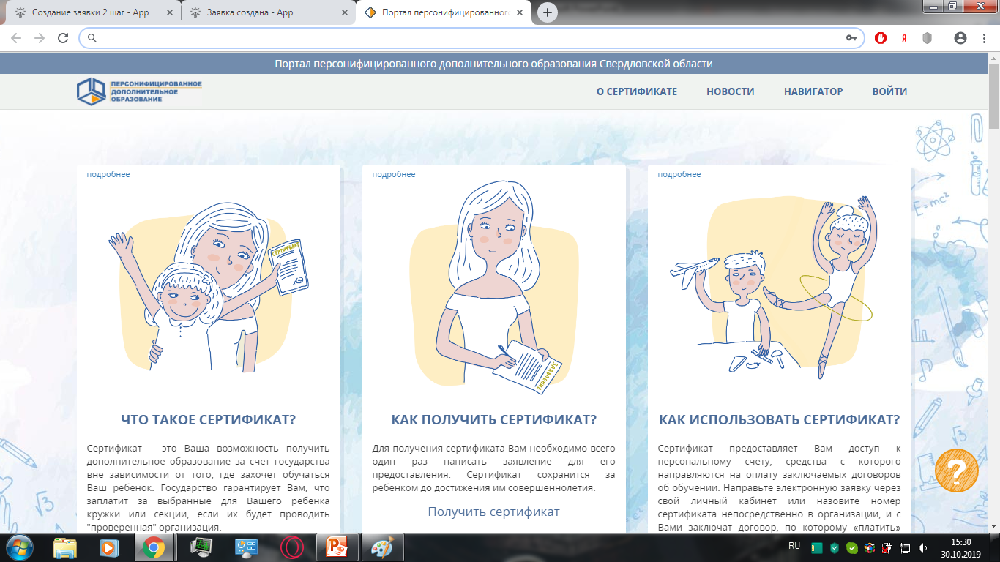 Создание заявки 2 шаг - App
Заявка создана - App
Портал персонифицированного
Портал персонифицированного дополнительного образования Свердловской области
ПЕРСОНИФИЦИРОВАННОЕ
ДОПОЛНИТЕЛЬНОЕ
ОБРАЗОВАНИЕ
О СЕРТИФИКАТЕ
НОВОСТИ
НАВИГАТОР
ВОЙТИ
подробнее
СЕРТИФИКАТ
ЧТО ТАКОЕ СЕРТИФИКАТ?
Сертификат – это Ваша возможность получить
дополнительное образование за счет государства
вне зависимости от того, где захочет обучаться
Ваш ребенок. Государство гарантирует Вам, что
заплатит за выбранные для Вашего ребенка
кружки или секции, если их будет проводить
"проверенная" организация.
подробнее
ЗАЯВЛЕНИЕ
КАК ПОЛУЧИТЬ СЕРТИФИКАТ?
Для получения сертификата Вам необходимо всего
один раз написать заявление для его
предоставления. Сертификат сохранится за
ребенком до достижения им совершеннолетия.
Получить сертификат
подробнее
КАК ИСПОЛЬЗОВАТЬ СЕРТИФИКАТ?
Сертификат предоставляет Вам доступ к
персональному счету, средства с которого
направляются на оплату заключаемых договоров
об обучении. Направьте электронную заявку через
свой личный кабинет или назовите номер
сертификата непосредственно в организации, и с
Вами заключат договор, по которому «платить»
E=mc²
√3
√3
?
RU
15:30
30.10.2019